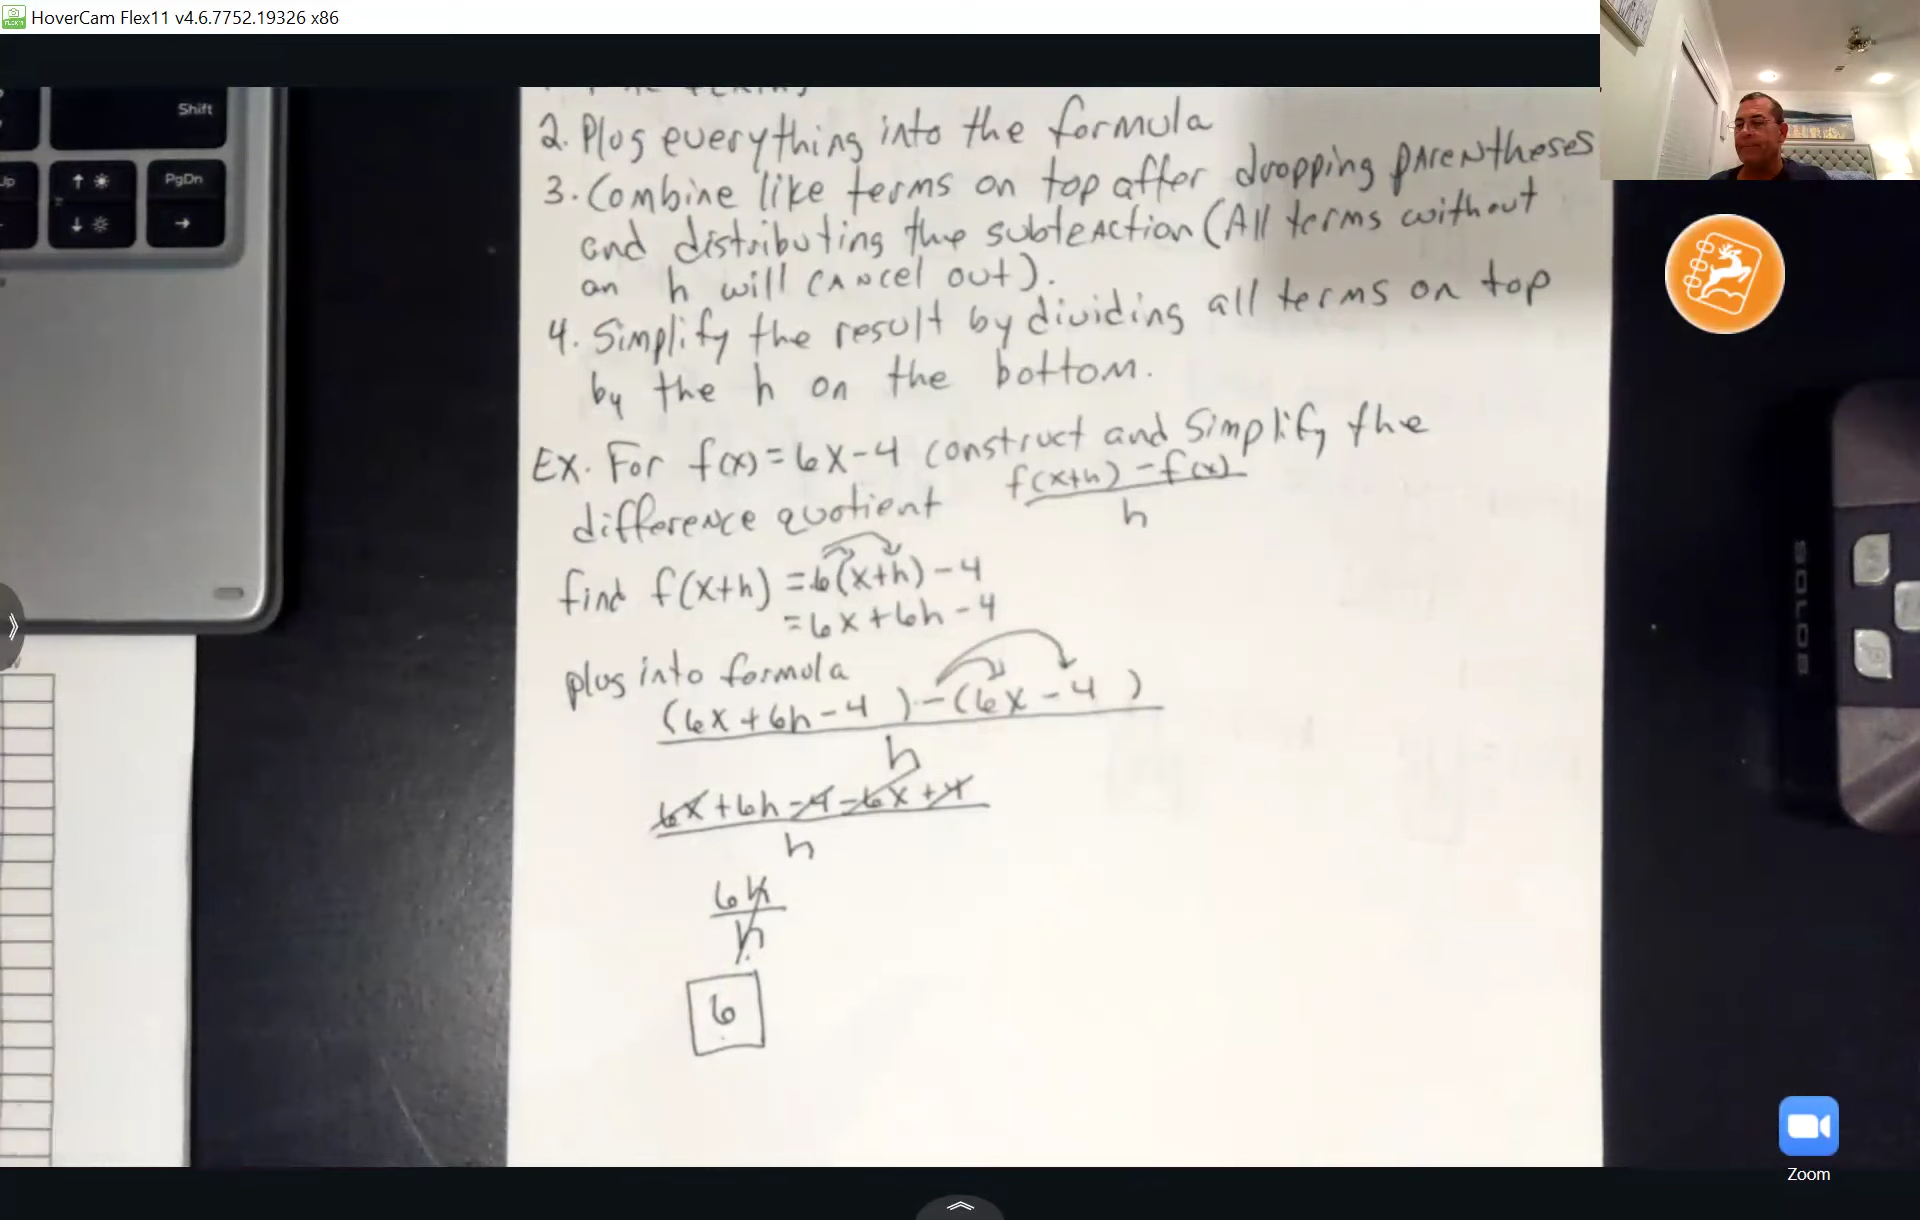 HoverCam Flex11 v4.6.7752.19326 x86
Shift
PgDn
2. Plug everything into the formula
3. Combine like terms on top after dropping parentheses
and distributing the subteaction (All terms without
an h will cancel out).
4. Simplify the result by dividing all terms on top
by the h on the bottom.
Ex. For f(x) = 6x-4 construct and simplify the
difference quotient f(x+h) - f(x)
h
find f(x+h) = 6(x+h) - 4
= 6x + 6h - 4
plug into formula
(6x + 6h - 4 ) - (6x - 4 )
h
6x + 6h - 4 - 6x + 4
h
6h
h
6
SOLOS
Zoom